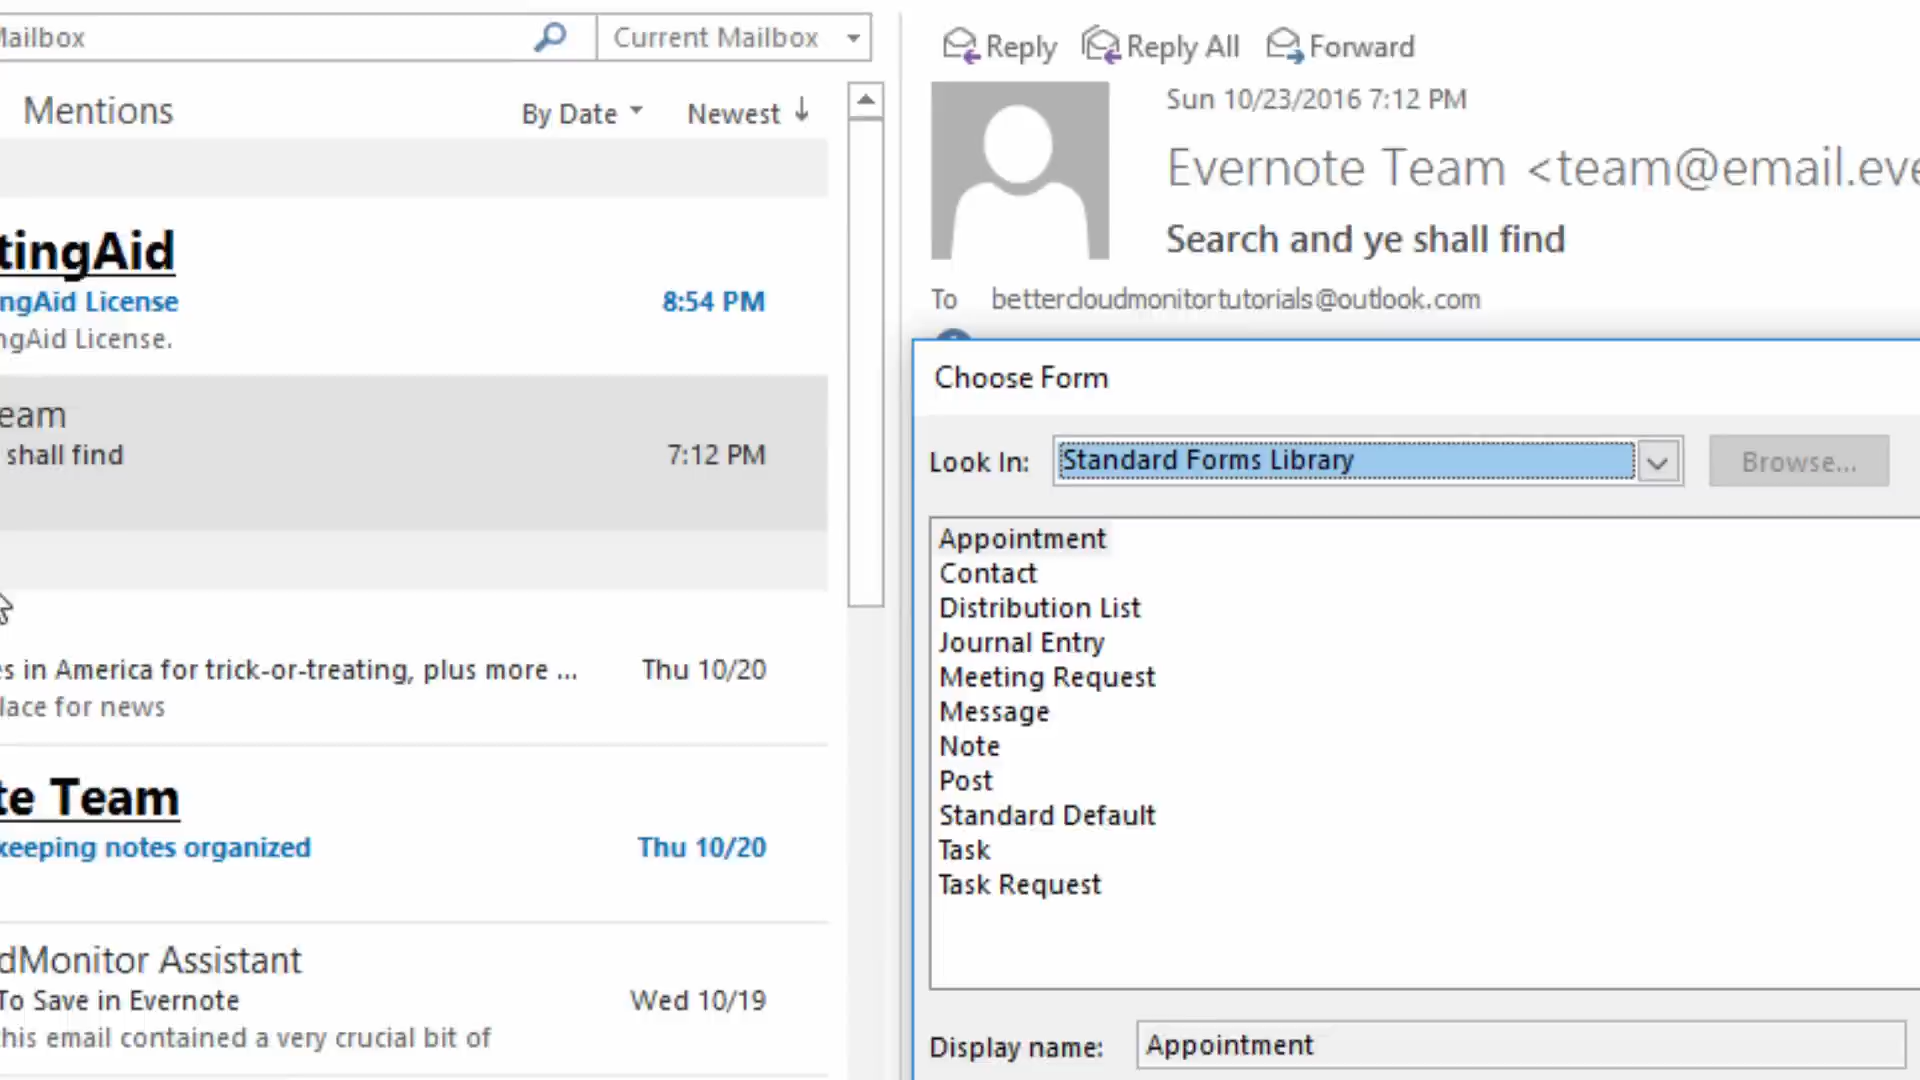 Mailbox
Current Mailbox
Mentions
By Date
Newest
tingAid
ngAid License
8:54 PM
ngAid License.
eam
shall find
7:12 PM
es in America for trick-or-treating, plus more ...
Thu 10/20
lace for news
te Team
keeping notes organized
Thu 10/20
dMonitor Assistant
To Save in Evernote
Wed 10/19
this email contained a very crucial bit of
Reply
Reply All
Forward
Sun 10/23/2016 7:12 PM
Evernote Team <team@email.eve
Search and ye shall find
To bettercloudmonitortutorials@outlook.com
Choose Form
Look In: Standard Forms Library
Browse...
Appointment
Contact
Distribution List
Journal Entry
Meeting Request
Message
Note
Post
Standard Default
Task
Task Request
Display name: Appointment